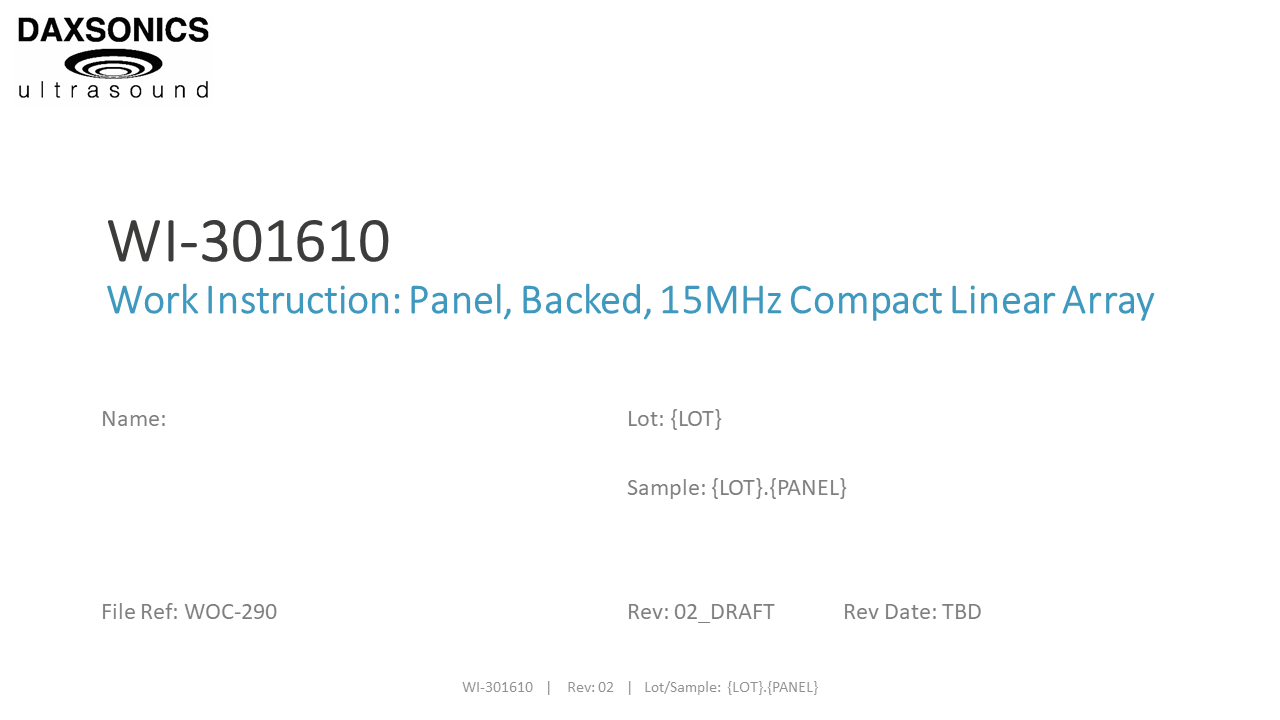 DAXSONICS
ultrasound
WI-301610
Work Instruction: Panel, Backed, 15MHz Compact Linear Array
Name:
Lot: {LOT}
Sample: {LOT}.{PANEL}
File Ref: WOC-290
Rev: 02_DRAFT
Rev Date: TBD
WI-301610 | Rev: 02 | Lot/Sample: {LOT}.{PANEL}